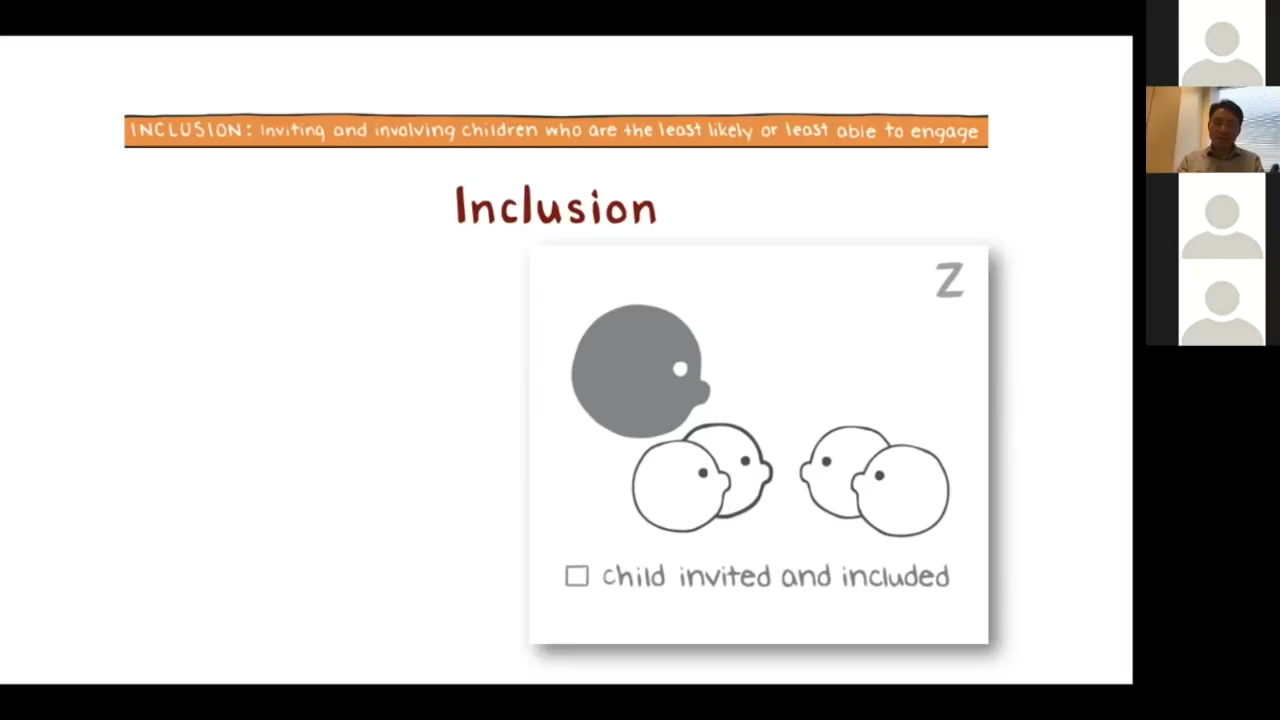 INCLUSION: Inviting and involving children who are the least likely or least able to engage
Inclusion
Z
☐ child invited and included